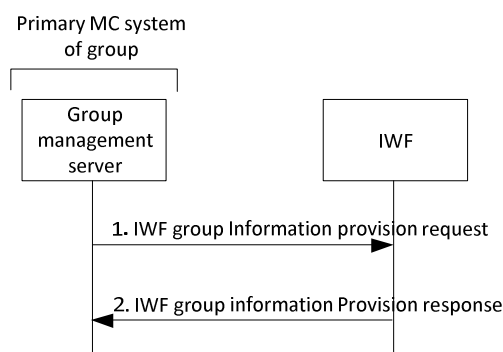 Primary MC system
of group
Group
management
server
IWF
1. IWF group Information provision request
2. IWF group information Provision response